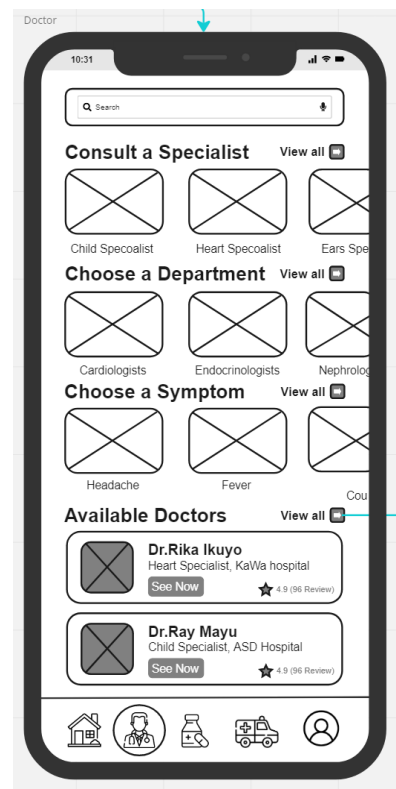 Doctor
10:31
Search
Consult a Specialist View all
Child Specoalist Heart Specoalist Ears Spe
Choose a Department View all
Cardiologists Endocrinologists Nephrolog
Choose a Symptom View all
Headache Fever Cou
Available Doctors View all
Dr.Rika Ikuyo
Heart Specialist, KaWa hospital
See Now 4.9 (96 Review)
Dr.Ray Mayu
Child Specialist, ASD Hospital
See Now 4.9 (96 Review)